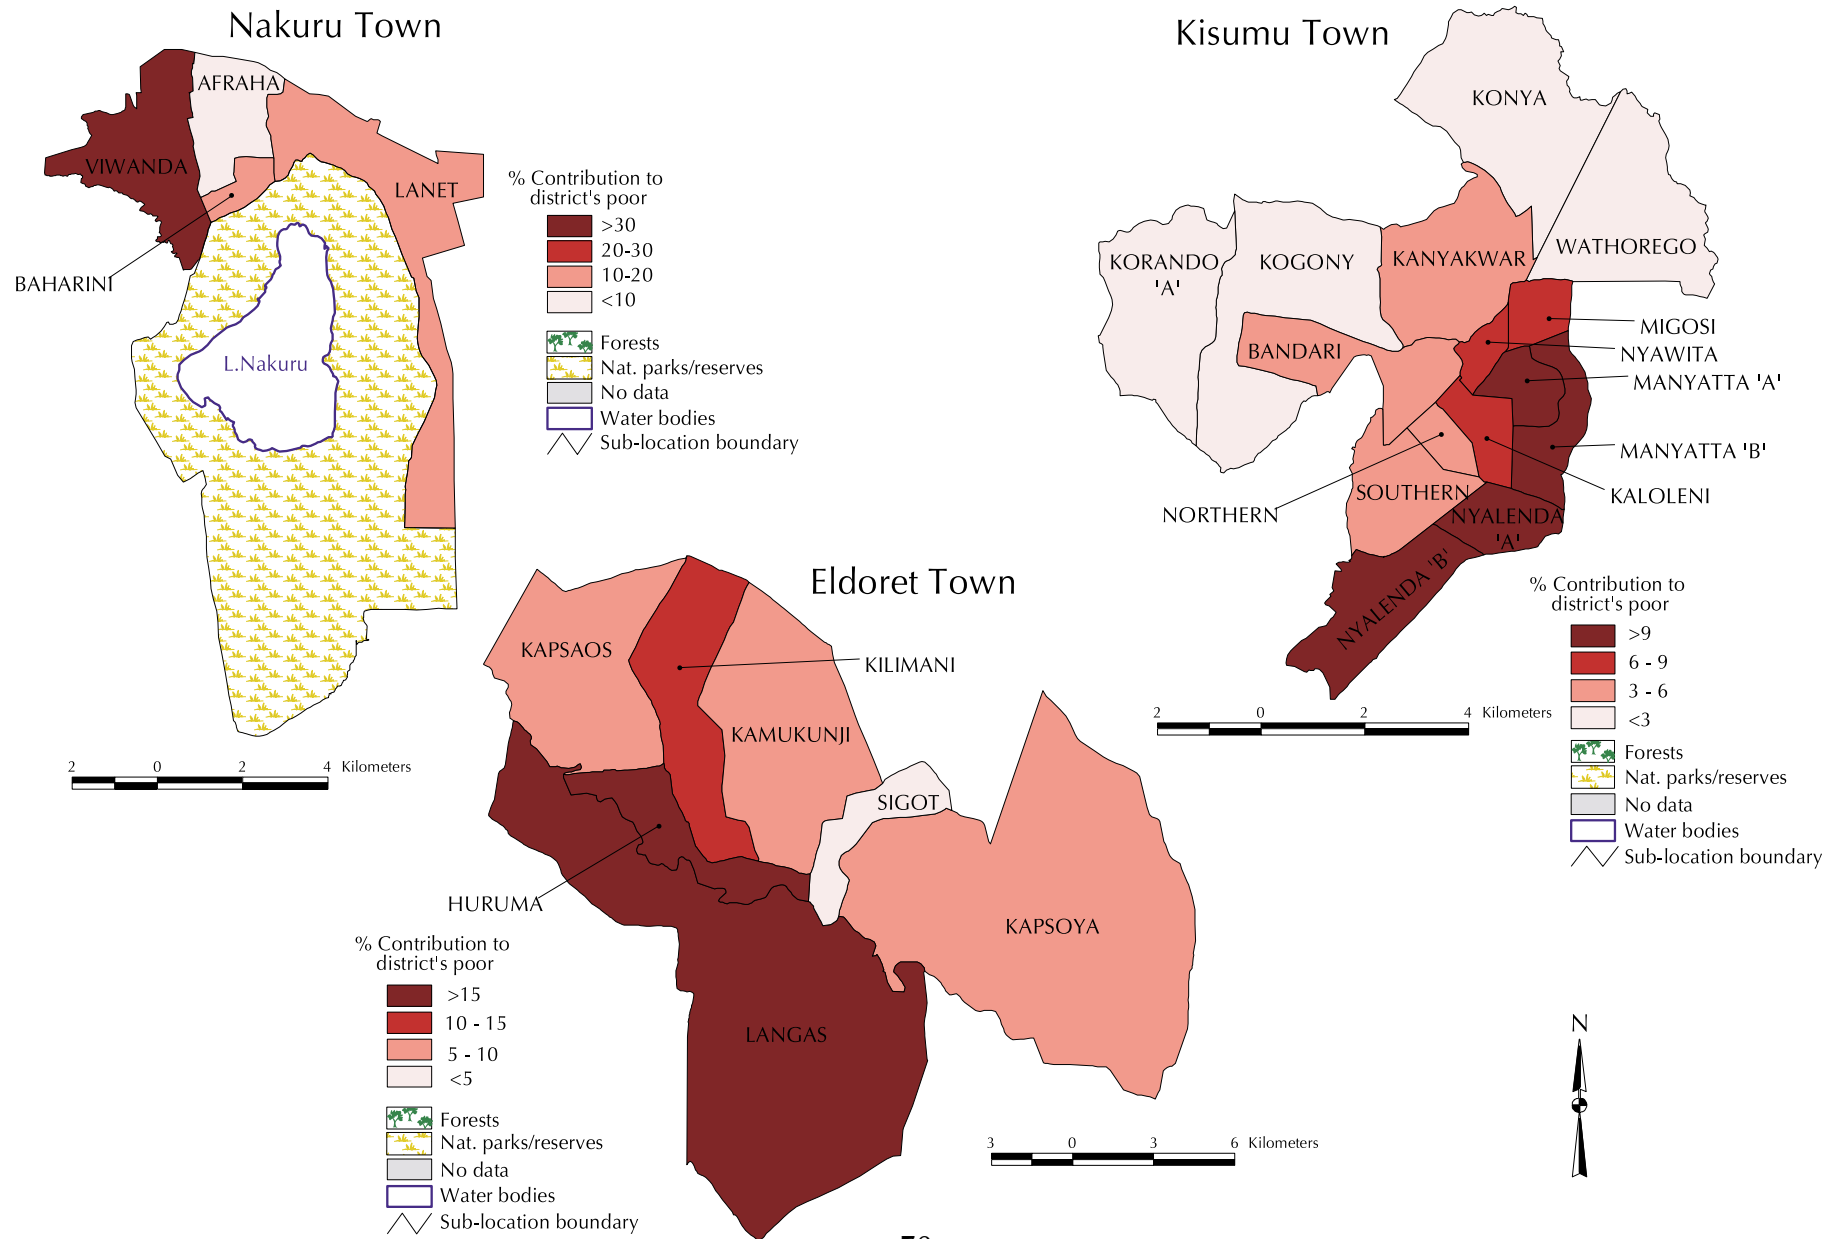 Nakuru Town
AFRAHA
VIWANDA
LANET
BAHARINI
L.Nakuru
% Contribution to
district's poor
>30
20-30
10-20
<10
Forests
Nat. parks/reserves
No data
Water bodies
Sub-location boundary
2 0 2 4 Kilometers
Kisumu Town
KONYA
WATHOREGO
KORANDO
'A'
KOGONY
KANYAKWAR
BANDARI
MIGOSI
NYAWITA
MANYATTA 'A'
MANYATTA 'B'
KALOLENI
NORTHERN
SOUTHERN
NYALENDA
'A'
NYALENDA 'B'
% Contribution to
district's poor
>9
6 - 9
3 - 6
<3
Forests
Nat. parks/reserves
No data
Water bodies
Sub-location boundary
2 0 2 4 Kilometers
Eldoret Town
KAPSAOS
KILIMANI
KAMUKUNJI
SIGOT
HURUMA
KAPSOYA
LANGAS
% Contribution to
district's poor
>15
10 - 15
5 - 10
<5
Forests
Nat. parks/reserves
No data
Water bodies
Sub-location boundary
3 0 3 6 Kilometers
N